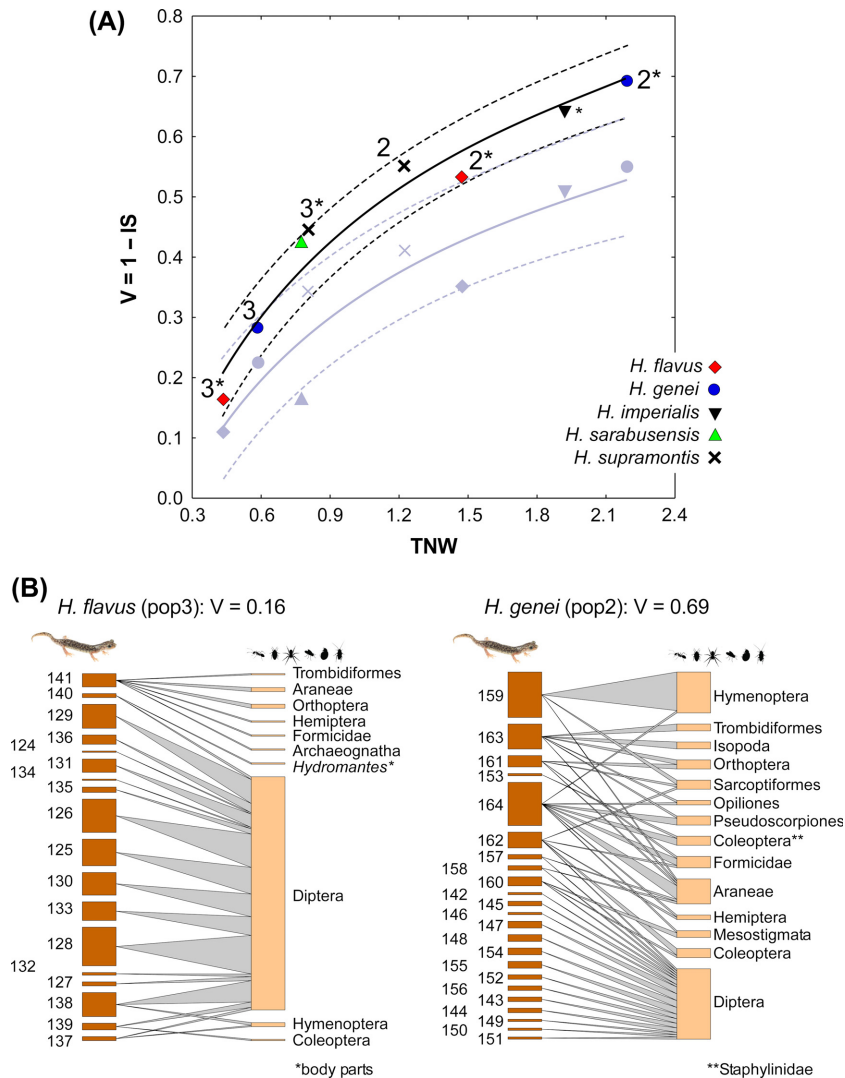 (A)
0.8
0.7
0.6
0.5
0.4
0.3
0.2
0.1
0.0
V = 1 – IS
2*
*
2
2*
3*
3
3*
H. flavus
H. genei
H. imperialis
H. sarabusensis
H. supramontis
0.3 0.6 0.9 1.2 1.5 1.8 2.1 2.4
TNW
(B)
H. flavus (pop3): V = 0.16
141
140
129
136
124
131
134
135
126
125
130
133
128
132
127
138
139
137
Trombidiformes
Araneae
Orthoptera
Hemiptera
Formicidae
Archaeognatha
Hydromantes*
Diptera
Hymenoptera
Coleoptera
*body parts
H. genei (pop2): V = 0.69
159
163
161
153
164
162
157
158
160
142
145
146
147
148
154
155
152
156
143
144
149
150
151
Hymenoptera
Trombidiformes
Isopoda
Orthoptera
Sarcoptiformes
Opiliones
Pseudoscorpiones
Coleoptera**
Formicidae
Araneae
Hemiptera
Mesostigmata
Coleoptera
Diptera
**Staphylinidae